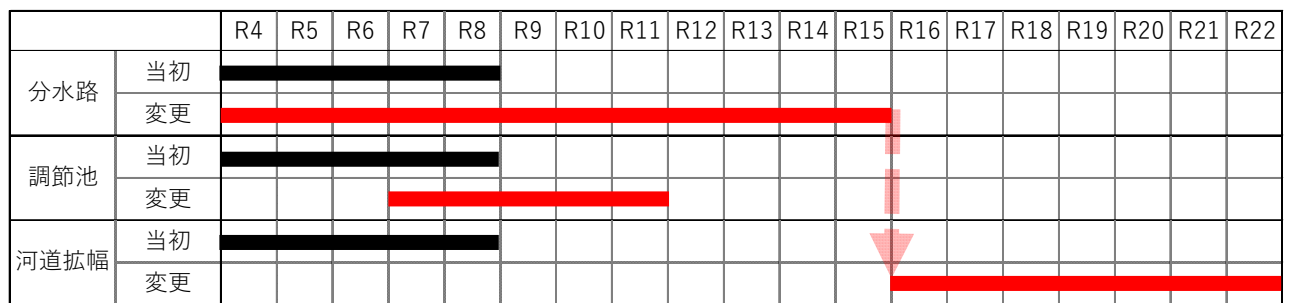 R4 R5 R6 R7 R8 R9 R10 R11 R12 R13 R14 R15 R16 R17 R18 R19 R20 R21 R22
分水路 当初
変更
調節池 当初
変更
河道拡幅 当初
変更